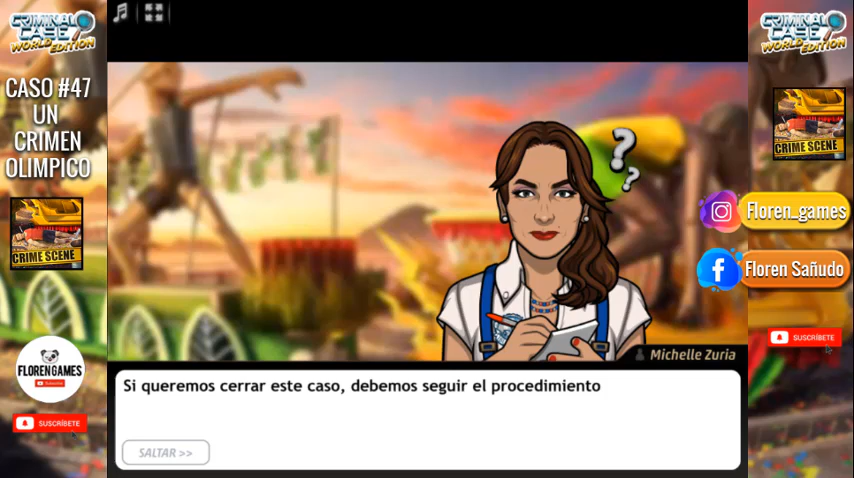 CRIMINAL
CASE
WORLD EDITION
CASO #47
UN
CRIMEN
OLIMPICO
CRIME SCENE
FLORENGAMES
SUSCRÍBETE
? ?
Michelle Zuria
Si queremos cerrar este caso, debemos seguir el procedimiento
SALTAR >>
CRIMINAL
CASE
WORLD EDITION
CRIME SCENE
Floren_games
Floren Sañudo
SUSCRÍBETE